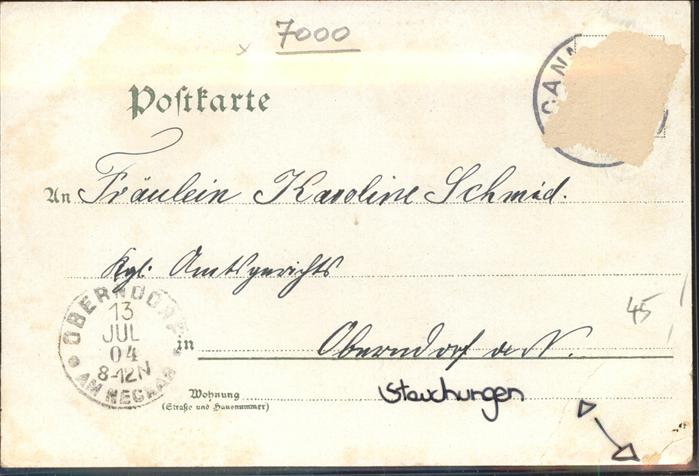 7000
Postkarte
CANN
An Fräulein Karoline Schmid.
Kgl. Amtsgerichts
45
OBERNDORF
13
JUL
04
8-12N
AM NECKAR
in Oberndorf a. N.
Wohnung
(Straße und Hausnummer)
Stauchungen